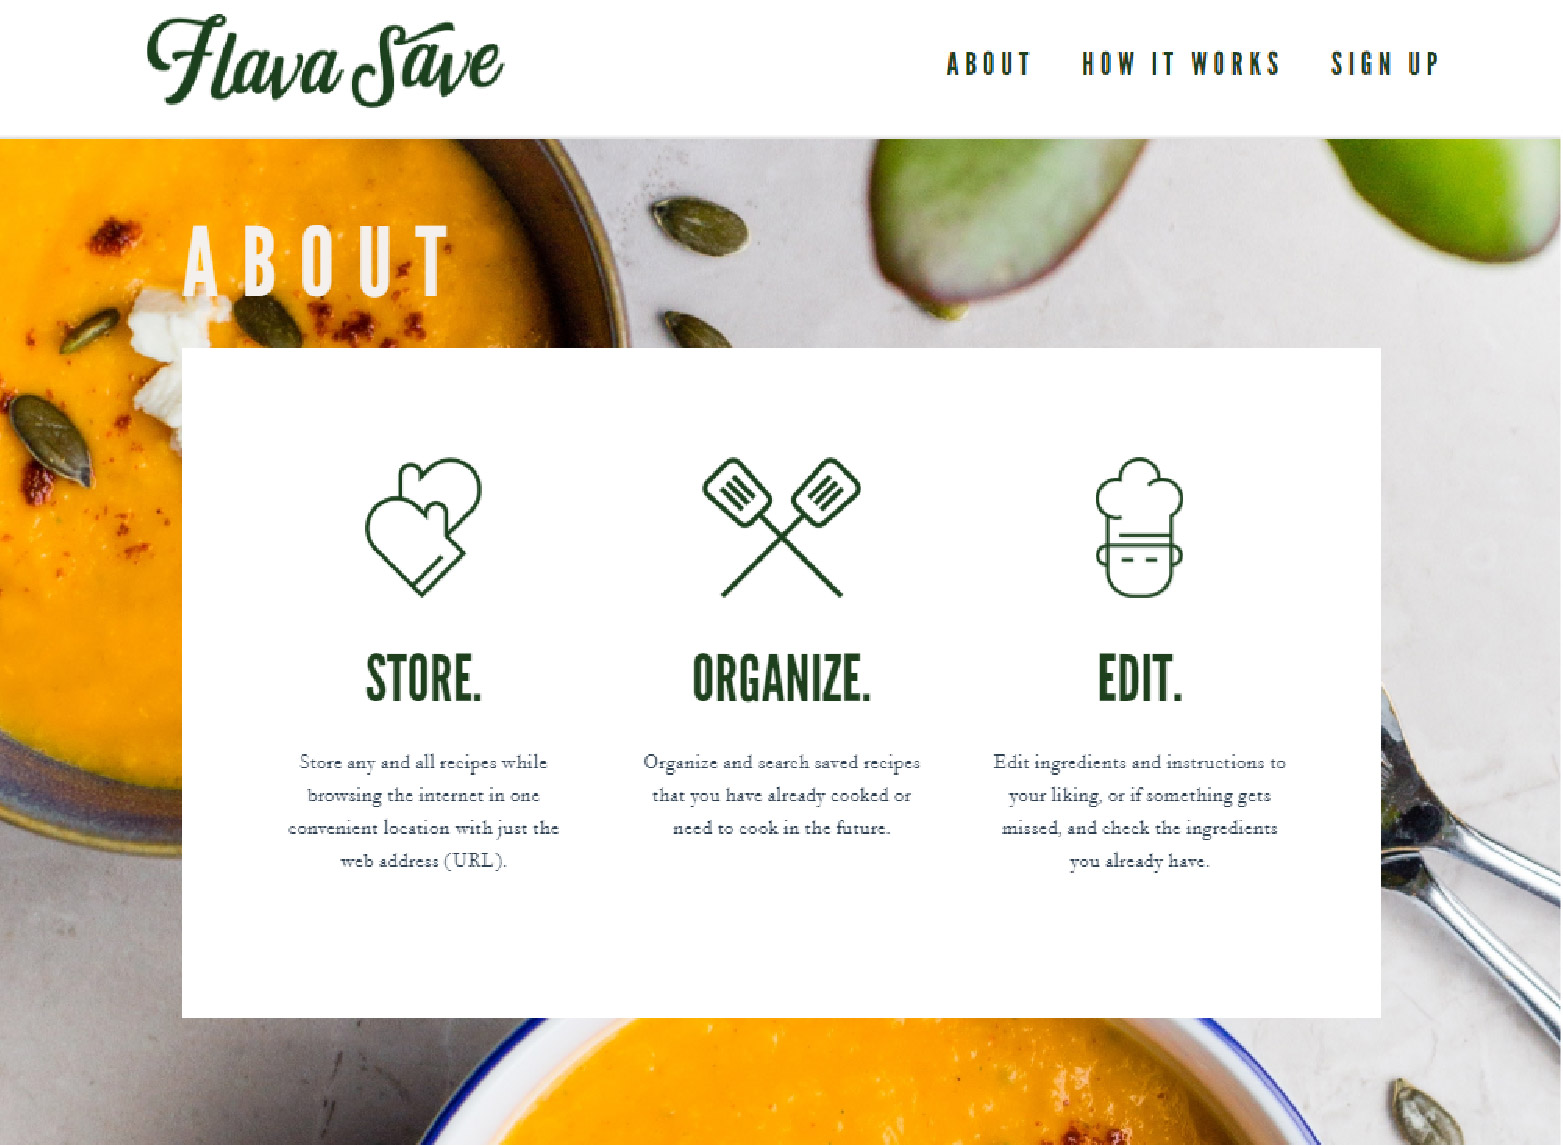 Flava Save
ABOUT HOW IT WORKS SIGN UP
ABOUT
STORE.
Store any and all recipes while
browsing the internet in one
convenient location with just the
web address (URL).
ORGANIZE.
Organize and search saved recipes
that you have already cooked or
need to cook in the future.
EDIT.
Edit ingredients and instructions to
your liking, or if something gets
missed, and check the ingredients
you already have.